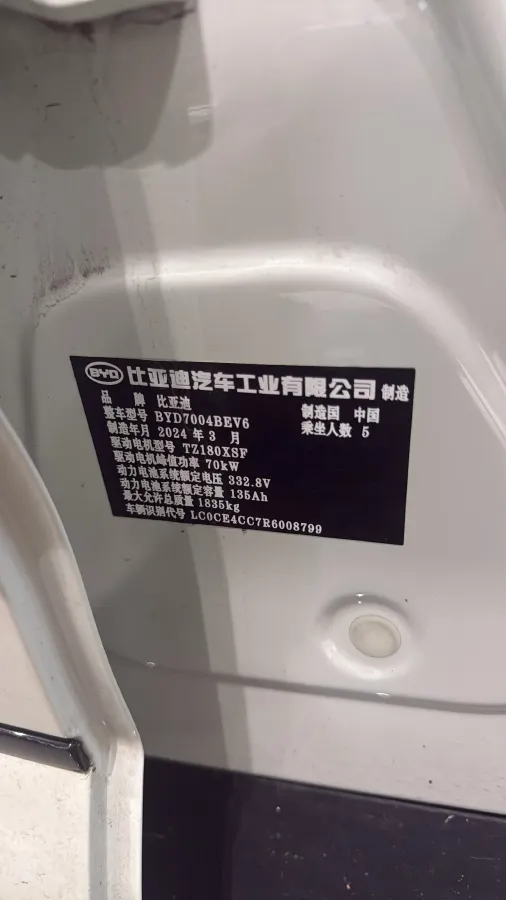 BYD 比亚迪汽车工业有限公司 制造
品 牌 比亚迪 制造国 中国
整车型号 BYD7004BEV6 乘坐人数 5
制造年月 2024 年 3 月
驱动电机型号 TZ180XSF
驱动电机峰值功率 70kW
动力电池系统额定电压 332.8V
动力电池系统额定容量 135Ah
最大允许总质量 1835kg
车辆识别代号 LC0CE4CC7R6008799